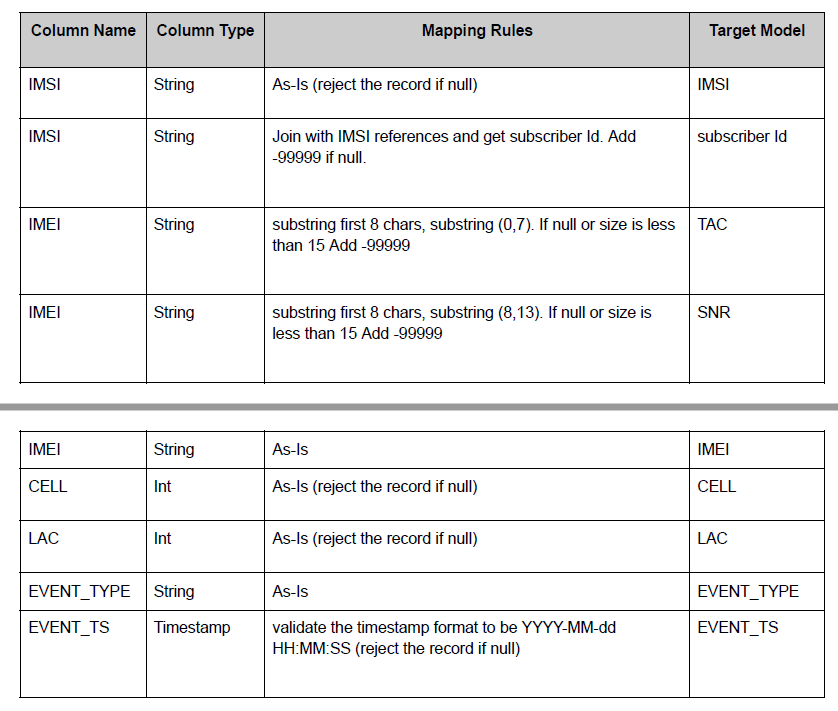 Column Name Column Type Mapping Rules Target Model
IMSI String As-Is (reject the record if null) IMSI
IMSI String Join with IMSI references and get subscriber Id. Add subscriber Id
-99999 if null.
IMEI String substring first 8 chars, substring (0,7). If null or size is less TAC
than 15 Add -99999
IMEI String substring first 8 chars, substring (8,13). If null or size is SNR
less than 15 Add -99999
IMEI String As-Is IMEI
CELL Int As-Is (reject the record if null) CELL
LAC Int As-Is (reject the record if null) LAC
EVENT_TYPE String As-Is EVENT_TYPE
EVENT_TS Timestamp validate the timestamp format to be YYYY-MM-dd EVENT_TS
HH:MM:SS (reject the record if null)